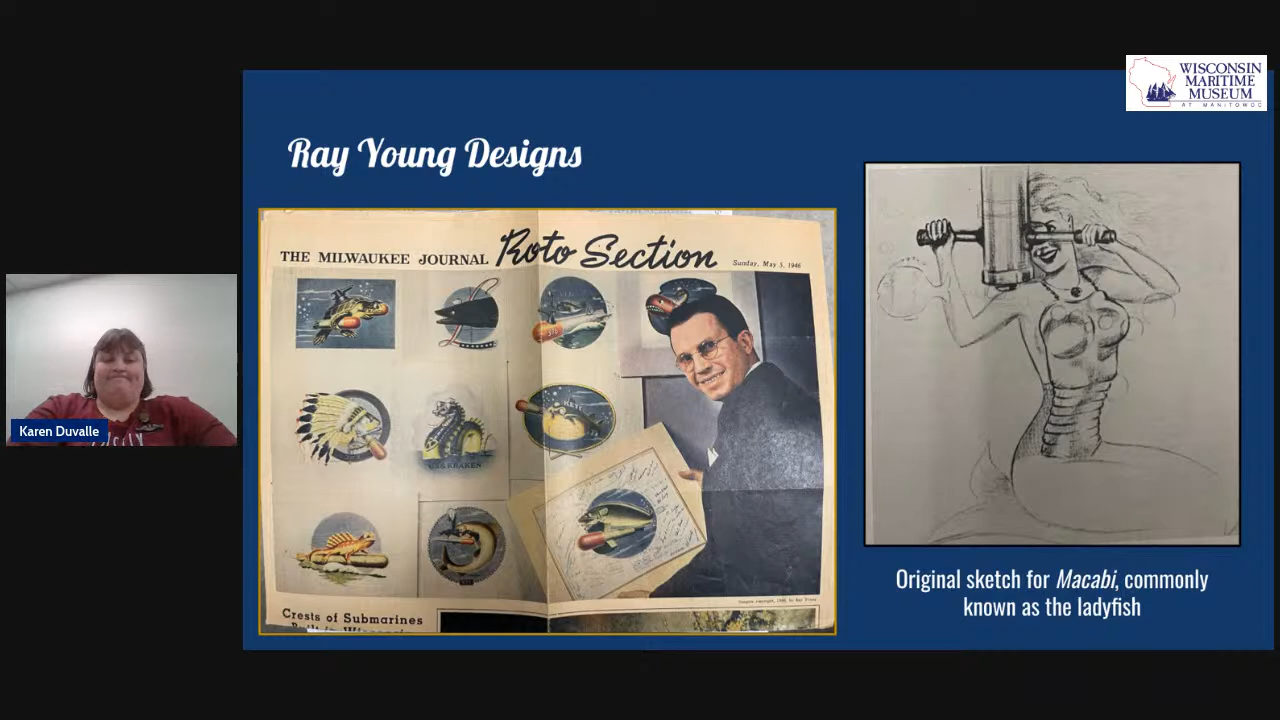 WISCONSIN
MARITIME
MUSEUM
AT MANITOWOC
Ray Young Designs
THE MILWAUKEE JOURNAL Roto Section Sunday, May 5, 1946
KETE
U.S.S. KRAKEN
Crests of Submarines
Karen Duvalle
Original sketch for Macabi, commonly
known as the ladyfish